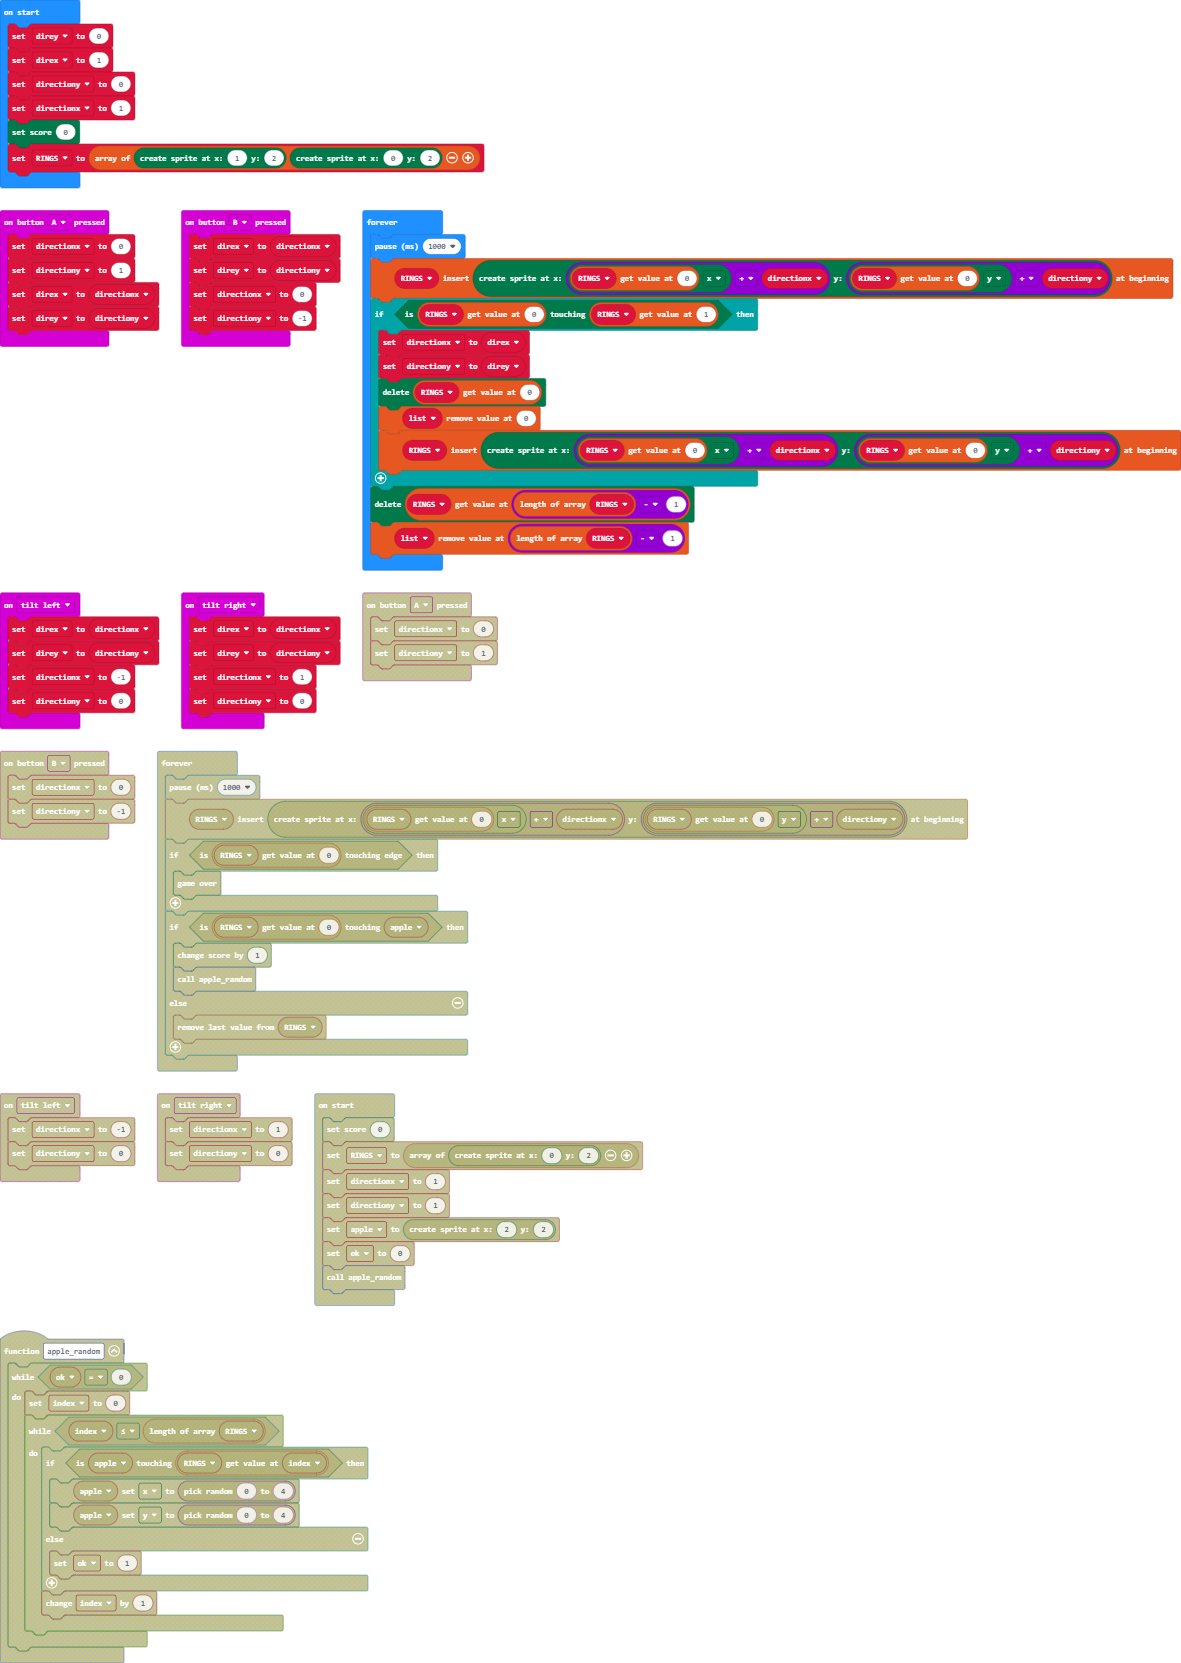 on start
set direy to 0
set direx to 1
set directiony to 0
set directionx to 1
set score 0
set RINGS to array of create sprite at x: 1 y: 2 create sprite at x: 0 y: 2
on button A pressed
set directionx to 0
set directiony to 1
set direx to directionx
set direy to directiony
on button B pressed
set direx to directionx
set direy to directiony
set directionx to 0
set directiony to -1
forever
pause (ms) 1000
RINGS insert create sprite at x: RINGS get value at 0 x + directionx y: RINGS get value at 0 y + directiony at beginning
if is RINGS get value at 0 touching RINGS get value at 1 then
set directionx to direx
set directiony to direy
delete RINGS get value at 0
list remove value at 0
RINGS insert create sprite at x: RINGS get value at 0 x + directionx y: RINGS get value at 0 y + directiony at beginning
delete RINGS get value at length of array RINGS - 1
list remove value at length of array RINGS - 1
on tilt left
set direx to directionx
set direy to directiony
set directionx to -1
set directiony to 0
on tilt right
set direx to directionx
set direy to directiony
set directionx to 1
set directiony to 0
on button A pressed
set directionx to 0
set directiony to 1
on button B pressed
set directionx to 0
set directiony to -1
forever
pause (ms) 1000
RINGS insert create sprite at x: RINGS get value at 0 x + directionx y: RINGS get value at 0 y + directiony at beginning
if is RINGS get value at 0 touching edge then
game over
if is RINGS get value at 0 touching apple then
change score by 1
call apple_random
else
remove last value from RINGS
on tilt left
set directionx to -1
set directiony to 0
on tilt right
set directionx to 1
set directiony to 0
on start
set score 0
set RINGS to array of create sprite at x: 0 y: 2
set directionx to 1
set directiony to 1
set apple to create sprite at x: 2 y: 2
set ok to 0
call apple_random
function apple_random
while ok = 0
do
set index to 0
while index ≤ length of array RINGS
do
if is apple touching RINGS get value at index then
apple set x to pick random 0 to 4
apple set y to pick random 0 to 4
else
set ok to 1
change index by 1